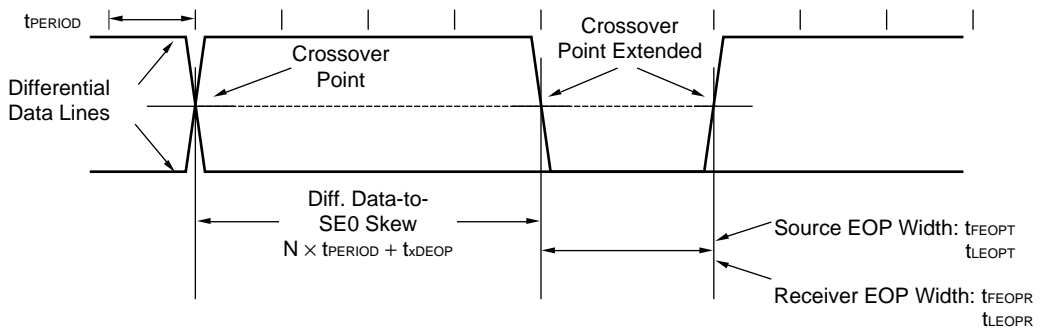 tPERIOD
Crossover
Point
Crossover
Point Extended
Differential
Data Lines
Diff. Data-to-
SE0 Skew
N × tPERIOD + txDEOP
Source EOP Width: tFEOPT
tLEOPT
Receiver EOP Width: tFEOPR
tLEOPR